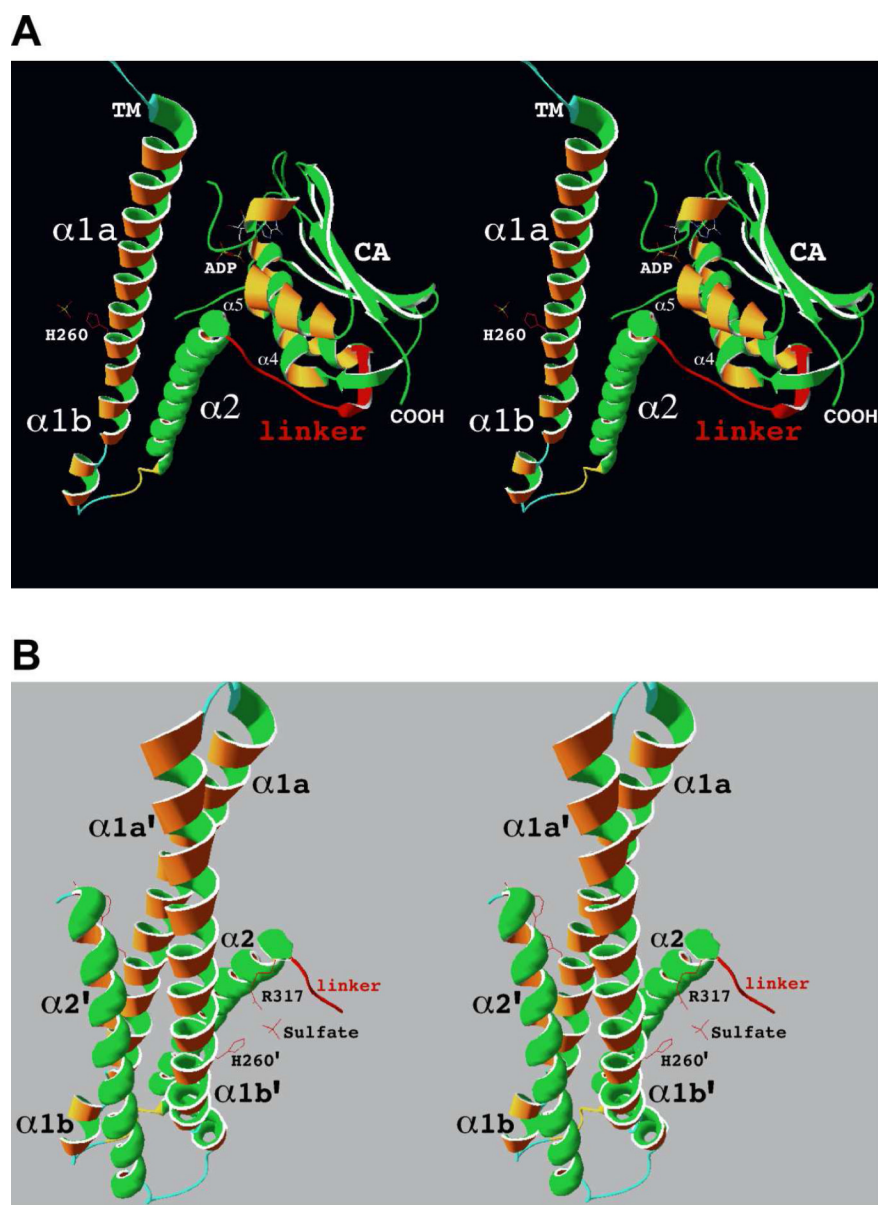 A
TM
α1a
CA
ADP
H260
α5
α4
α1b
α2
linker
COOH
TM
α1a
CA
ADP
H260
α5
α4
α1b
α2
linker
COOH
B
α1a
α1a'
α2
linker
R317
α2'
Sulfate
H260'
α1b'
α1b
α1a
α1a'
α2
linker
R317
α2'
Sulfate
H260'
α1b'
α1b